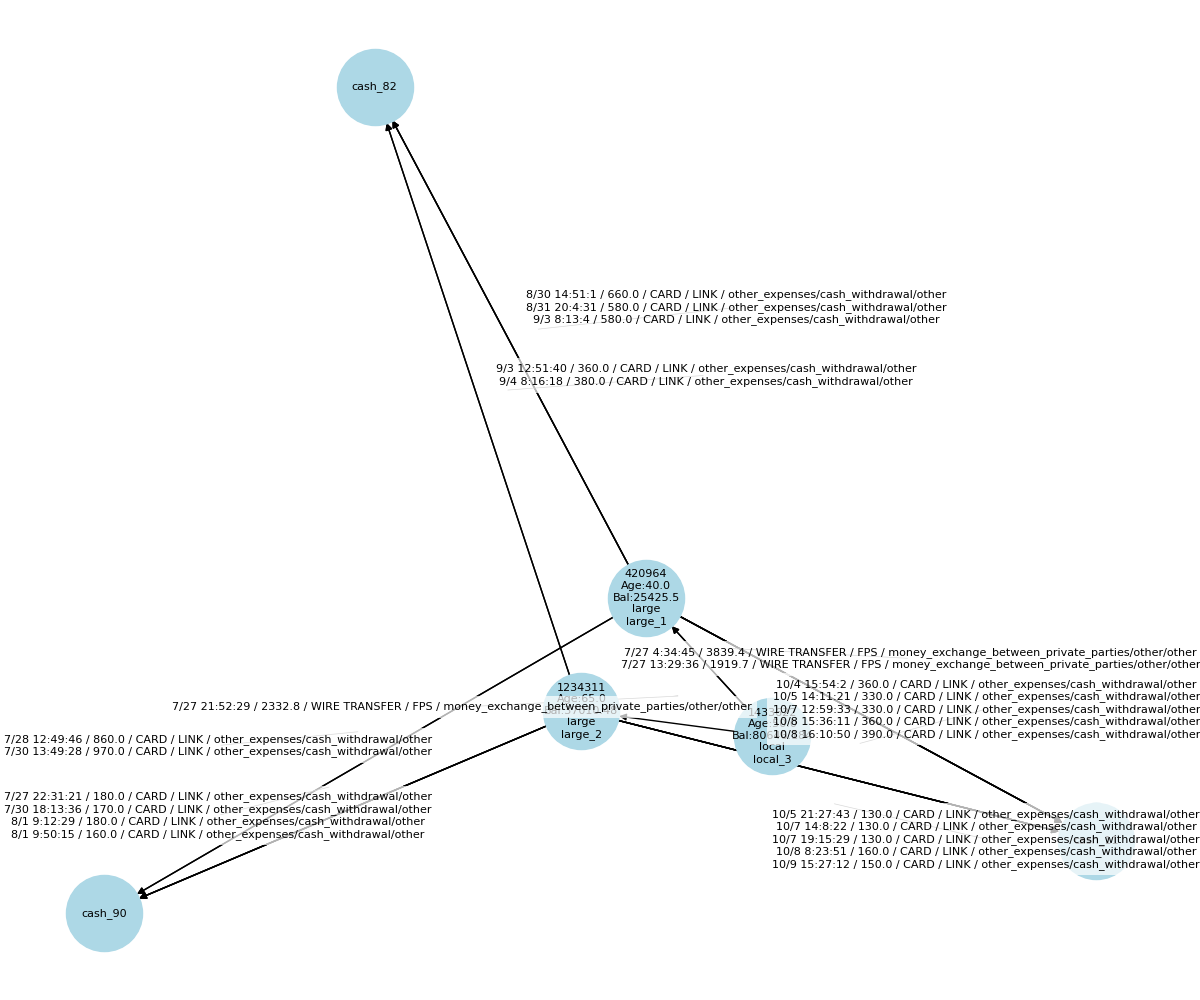 cash_82
8/30 14:51:1 / 660.0 / CARD / LINK / other_expenses/cash_withdrawal/other
8/31 20:4:31 / 580.0 / CARD / LINK / other_expenses/cash_withdrawal/other
9/3 8:13:4 / 580.0 / CARD / LINK / other_expenses/cash_withdrawal/other
9/3 12:51:40 / 360.0 / CARD / LINK / other_expenses/cash_withdrawal/other
9/4 8:16:18 / 380.0 / CARD / LINK / other_expenses/cash_withdrawal/other
420964
Age:40.0
Bal:25425.5
large
large_1
7/27 4:34:45 / 3839.4 / WIRE TRANSFER / FPS / money_exchange_between_private_parties/other/other
7/27 13:29:36 / 1919.7 / WIRE TRANSFER / FPS / money_exchange_between_private_parties/other/other
10/4 15:54:2 / 360.0 / CARD / LINK / other_expenses/cash_withdrawal/other
10/5 14:11:21 / 330.0 / CARD / LINK / other_expenses/cash_withdrawal/other
10/7 12:59:33 / 330.0 / CARD / LINK / other_expenses/cash_withdrawal/other
10/8 15:36:11 / 360.0 / CARD / LINK / other_expenses/cash_withdrawal/other
10/8 16:10:50 / 390.0 / CARD / LINK / other_expenses/cash_withdrawal/other
1234311
Age:65.0
large
large_2
7/27 21:52:29 / 2332.8 / WIRE TRANSFER / FPS / money_exchange_between_private_parties/other/other
local
local_3
7/28 12:49:46 / 860.0 / CARD / LINK / other_expenses/cash_withdrawal/other
7/30 13:49:28 / 970.0 / CARD / LINK / other_expenses/cash_withdrawal/other
7/27 22:31:21 / 180.0 / CARD / LINK / other_expenses/cash_withdrawal/other
7/30 18:13:36 / 170.0 / CARD / LINK / other_expenses/cash_withdrawal/other
8/1 9:12:29 / 180.0 / CARD / LINK / other_expenses/cash_withdrawal/other
8/1 9:50:15 / 160.0 / CARD / LINK / other_expenses/cash_withdrawal/other
10/5 21:27:43 / 130.0 / CARD / LINK / other_expenses/cash_withdrawal/other
10/7 14:8:22 / 130.0 / CARD / LINK / other_expenses/cash_withdrawal/other
10/7 19:15:29 / 130.0 / CARD / LINK / other_expenses/cash_withdrawal/other
10/8 8:23:51 / 160.0 / CARD / LINK / other_expenses/cash_withdrawal/other
10/9 15:27:12 / 150.0 / CARD / LINK / other_expenses/cash_withdrawal/other
cash_90